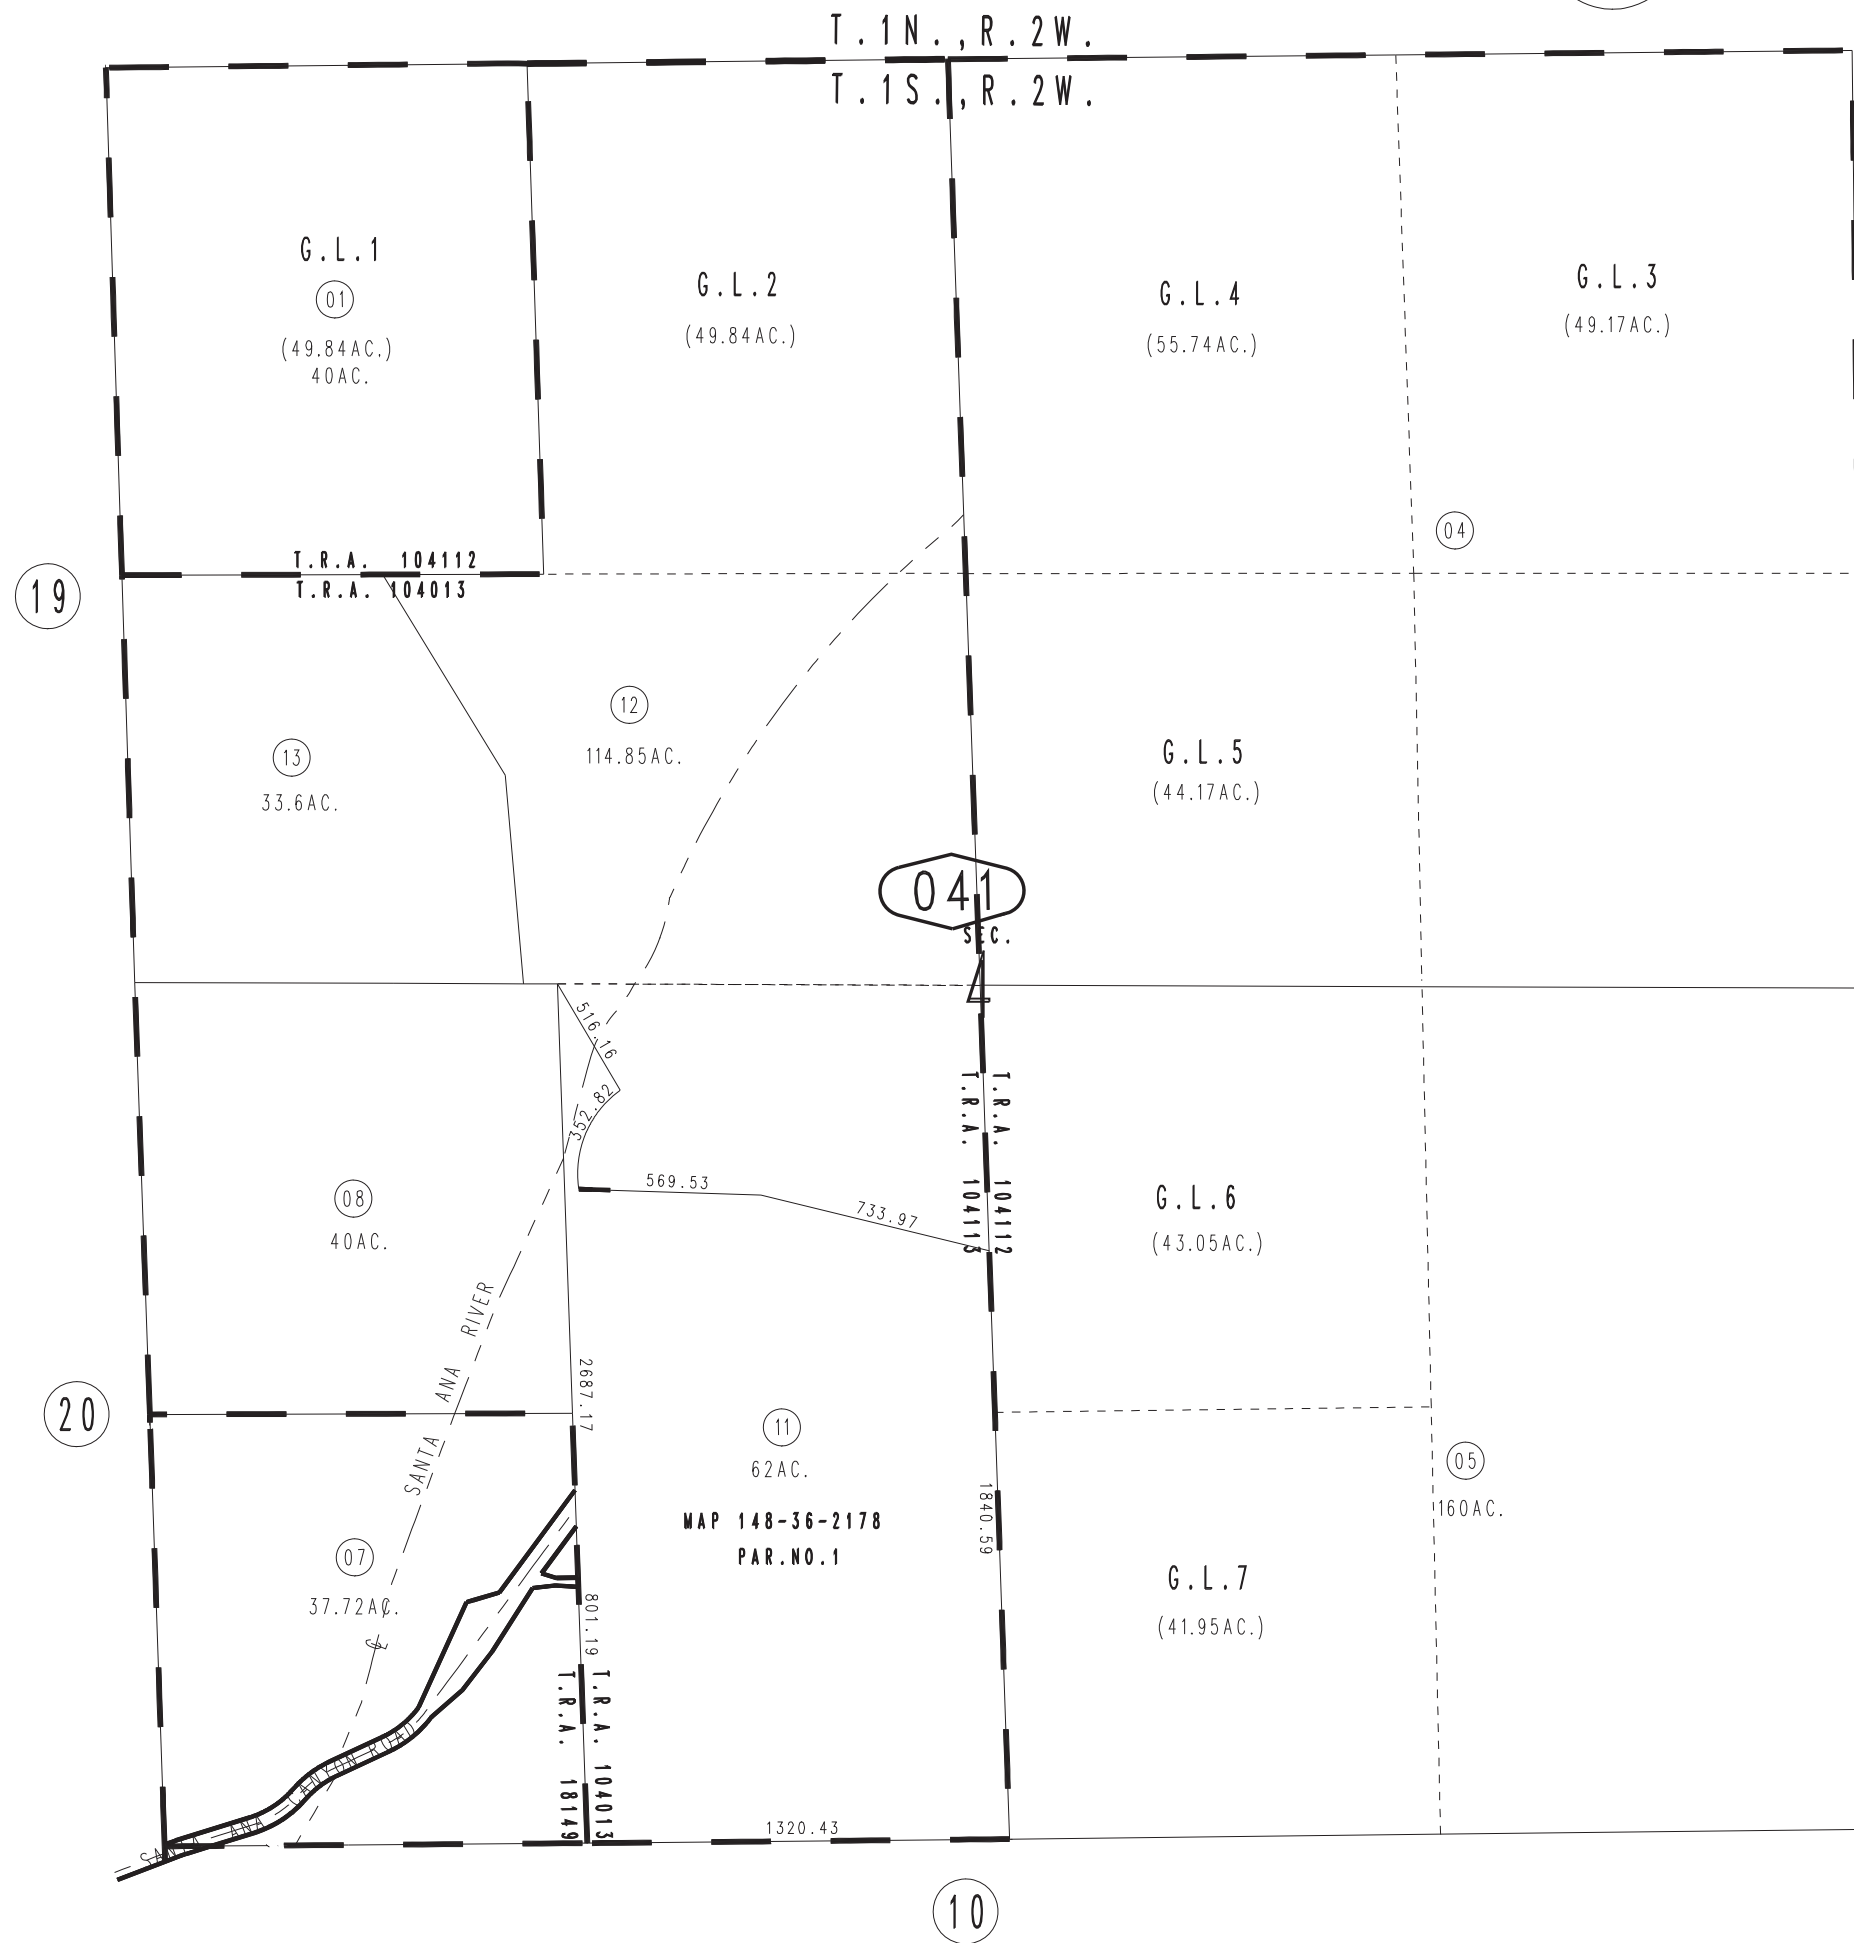 T.1N.,R.2W.
T.1S.,R.2W.
G.L.1
01
(49.84AC.)
40AC.
G.L.2
(49.84AC.)
G.L.4
(55.74AC.)
G.L.3
(49.17AC.)
04
T.R.A. 104112
T.R.A. 104013
19
12
114.85AC.
13
33.6AC.
G.L.5
(44.17AC.)
041
SEC.
4
516.16
352.82
569.53
733.97
T.R.A. 104113
T.R.A. 104112
08
40AC.
G.L.6
(43.05AC.)
SANTA ANA RIVER
2687.17
20
11
62AC.
MAP 148-36-2178
PAR.NO.1
1840.59
05
160AC.
07
37.72AC.
℄
801.19
G.L.7
(41.95AC.)
T.R.A. 18149
T.R.A. 104013
SANTA ANA CANYON ROAD
1320.43
10